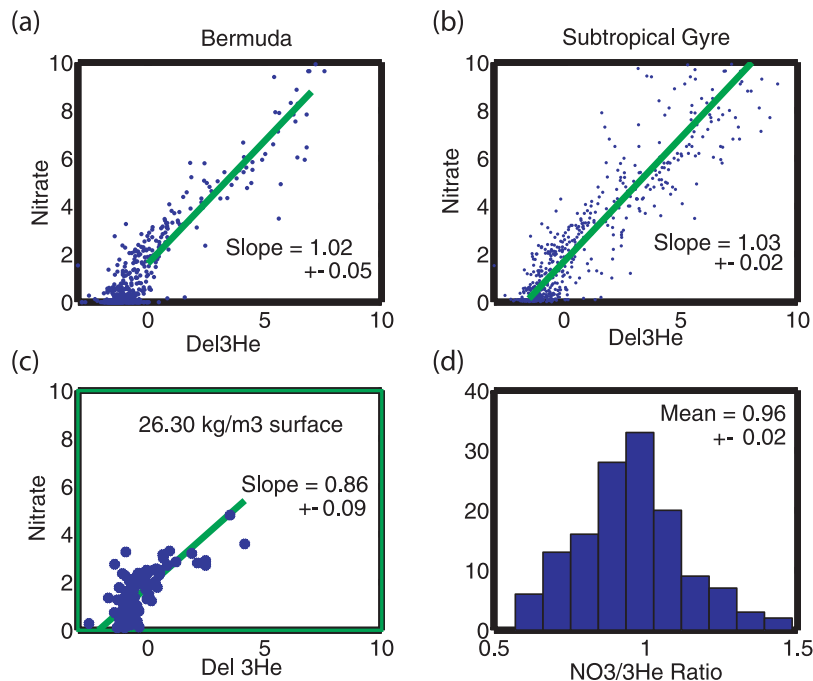 (a)
Bermuda
10
8
6
4
2
0
Nitrate
Slope = 1.02
+- 0.05
0
5
10
Del3He
(b)
Subtropical Gyre
10
8
6
4
2
0
Nitrate
Slope = 1.03
+- 0.02
0
5
10
Del3He
(c)
10
8
6
4
2
0
Nitrate
26.30 kg/m3 surface
Slope = 0.86
+- 0.09
0
5
10
Del 3He
(d)
40
30
20
10
0
Mean = 0.96
+- 0.02
0.5
1
1.5
NO3/3He Ratio